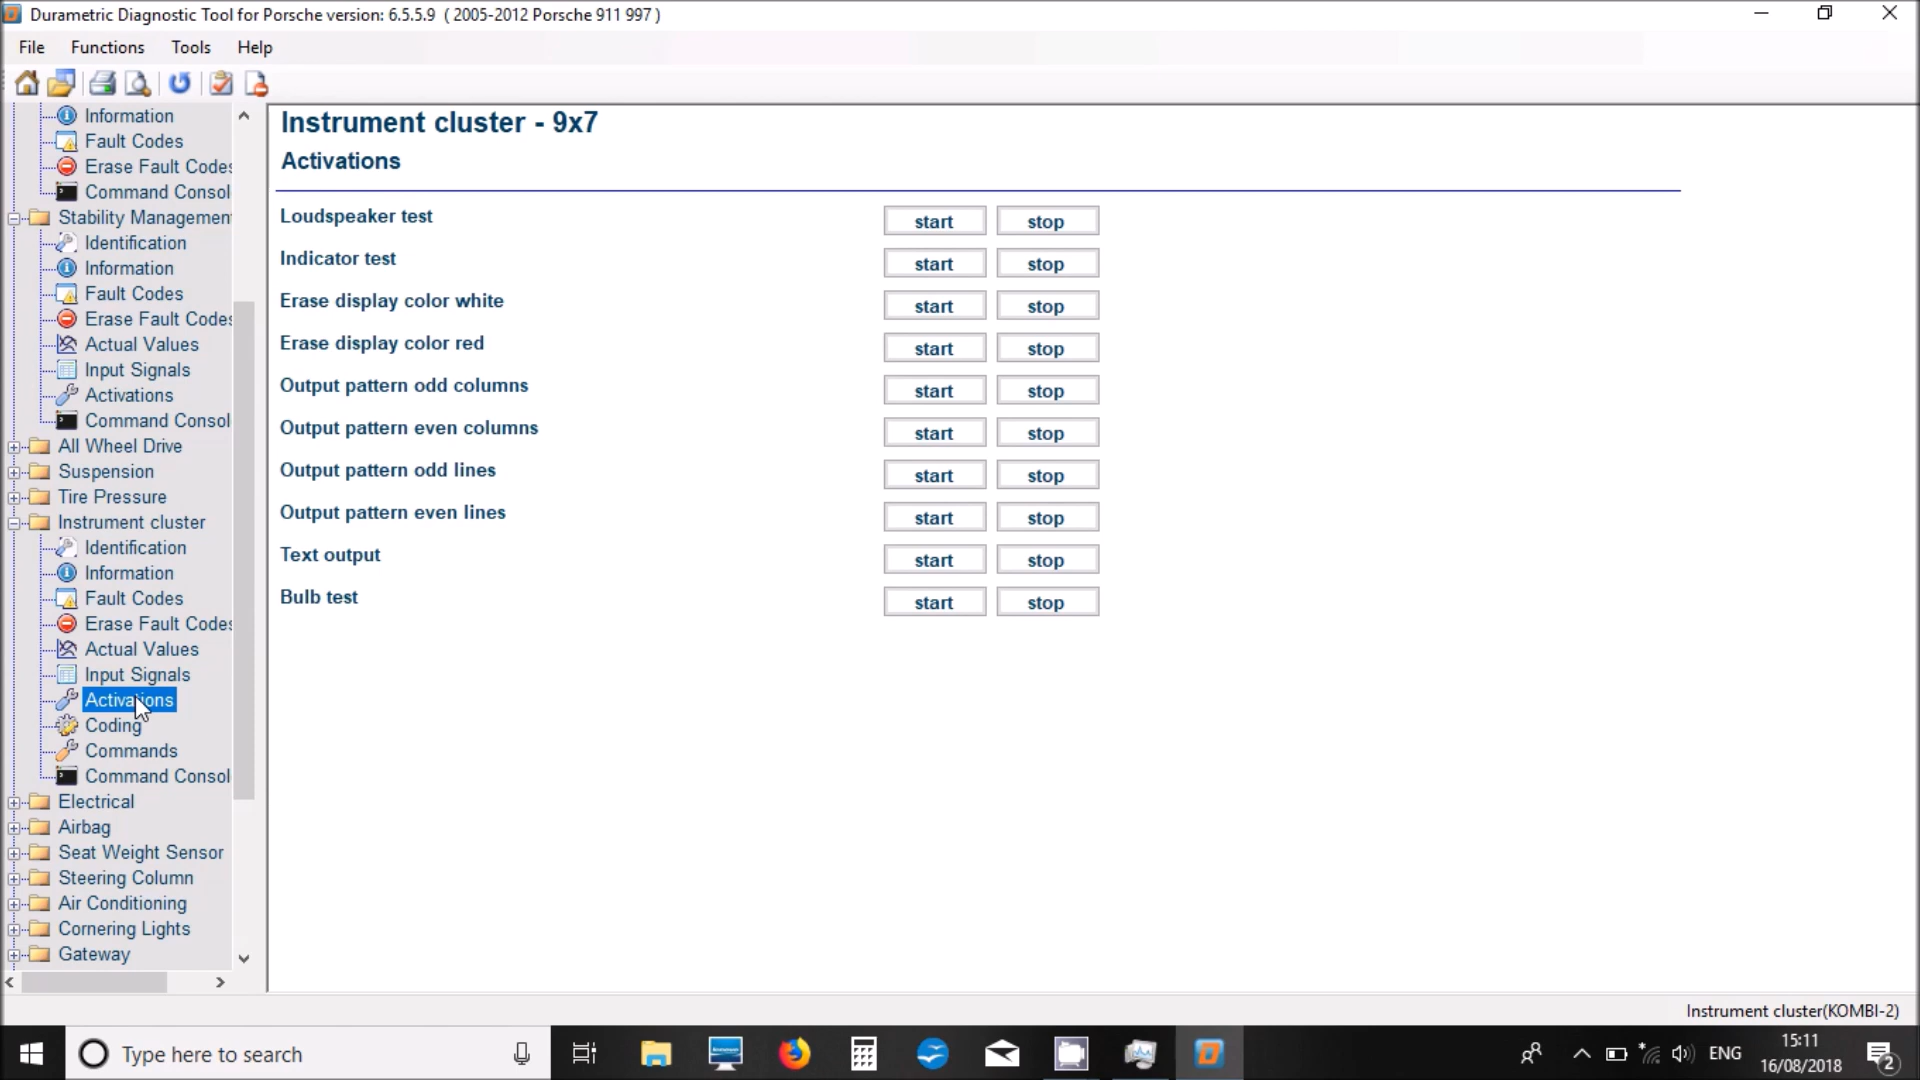 Durametric Diagnostic Tool for Porsche version: 6.5.5.9 ( 2005-2012 Porsche 911 997 )
File Functions Tools Help
Information
Fault Codes
Erase Fault Codes
Command Consol
Stability Managemen
Identification
Information
Fault Codes
Erase Fault Codes
Actual Values
Input Signals
Activations
Command Consol
All Wheel Drive
Suspension
Tire Pressure
Instrument cluster
Identification
Information
Fault Codes
Erase Fault Codes
Actual Values
Input Signals
Activations
Coding
Commands
Command Consol
Electrical
Airbag
Seat Weight Sensor
Steering Column
Air Conditioning
Cornering Lights
Gateway
Instrument cluster - 9x7
Activations
Loudspeaker test start stop
Indicator test start stop
Erase display color white start stop
Erase display color red start stop
Output pattern odd columns start stop
Output pattern even columns start stop
Output pattern odd lines start stop
Output pattern even lines start stop
Text output start stop
Bulb test start stop
Instrument cluster(KOMBI-2)
Type here to search
ENG
15:11
16/08/2018
2